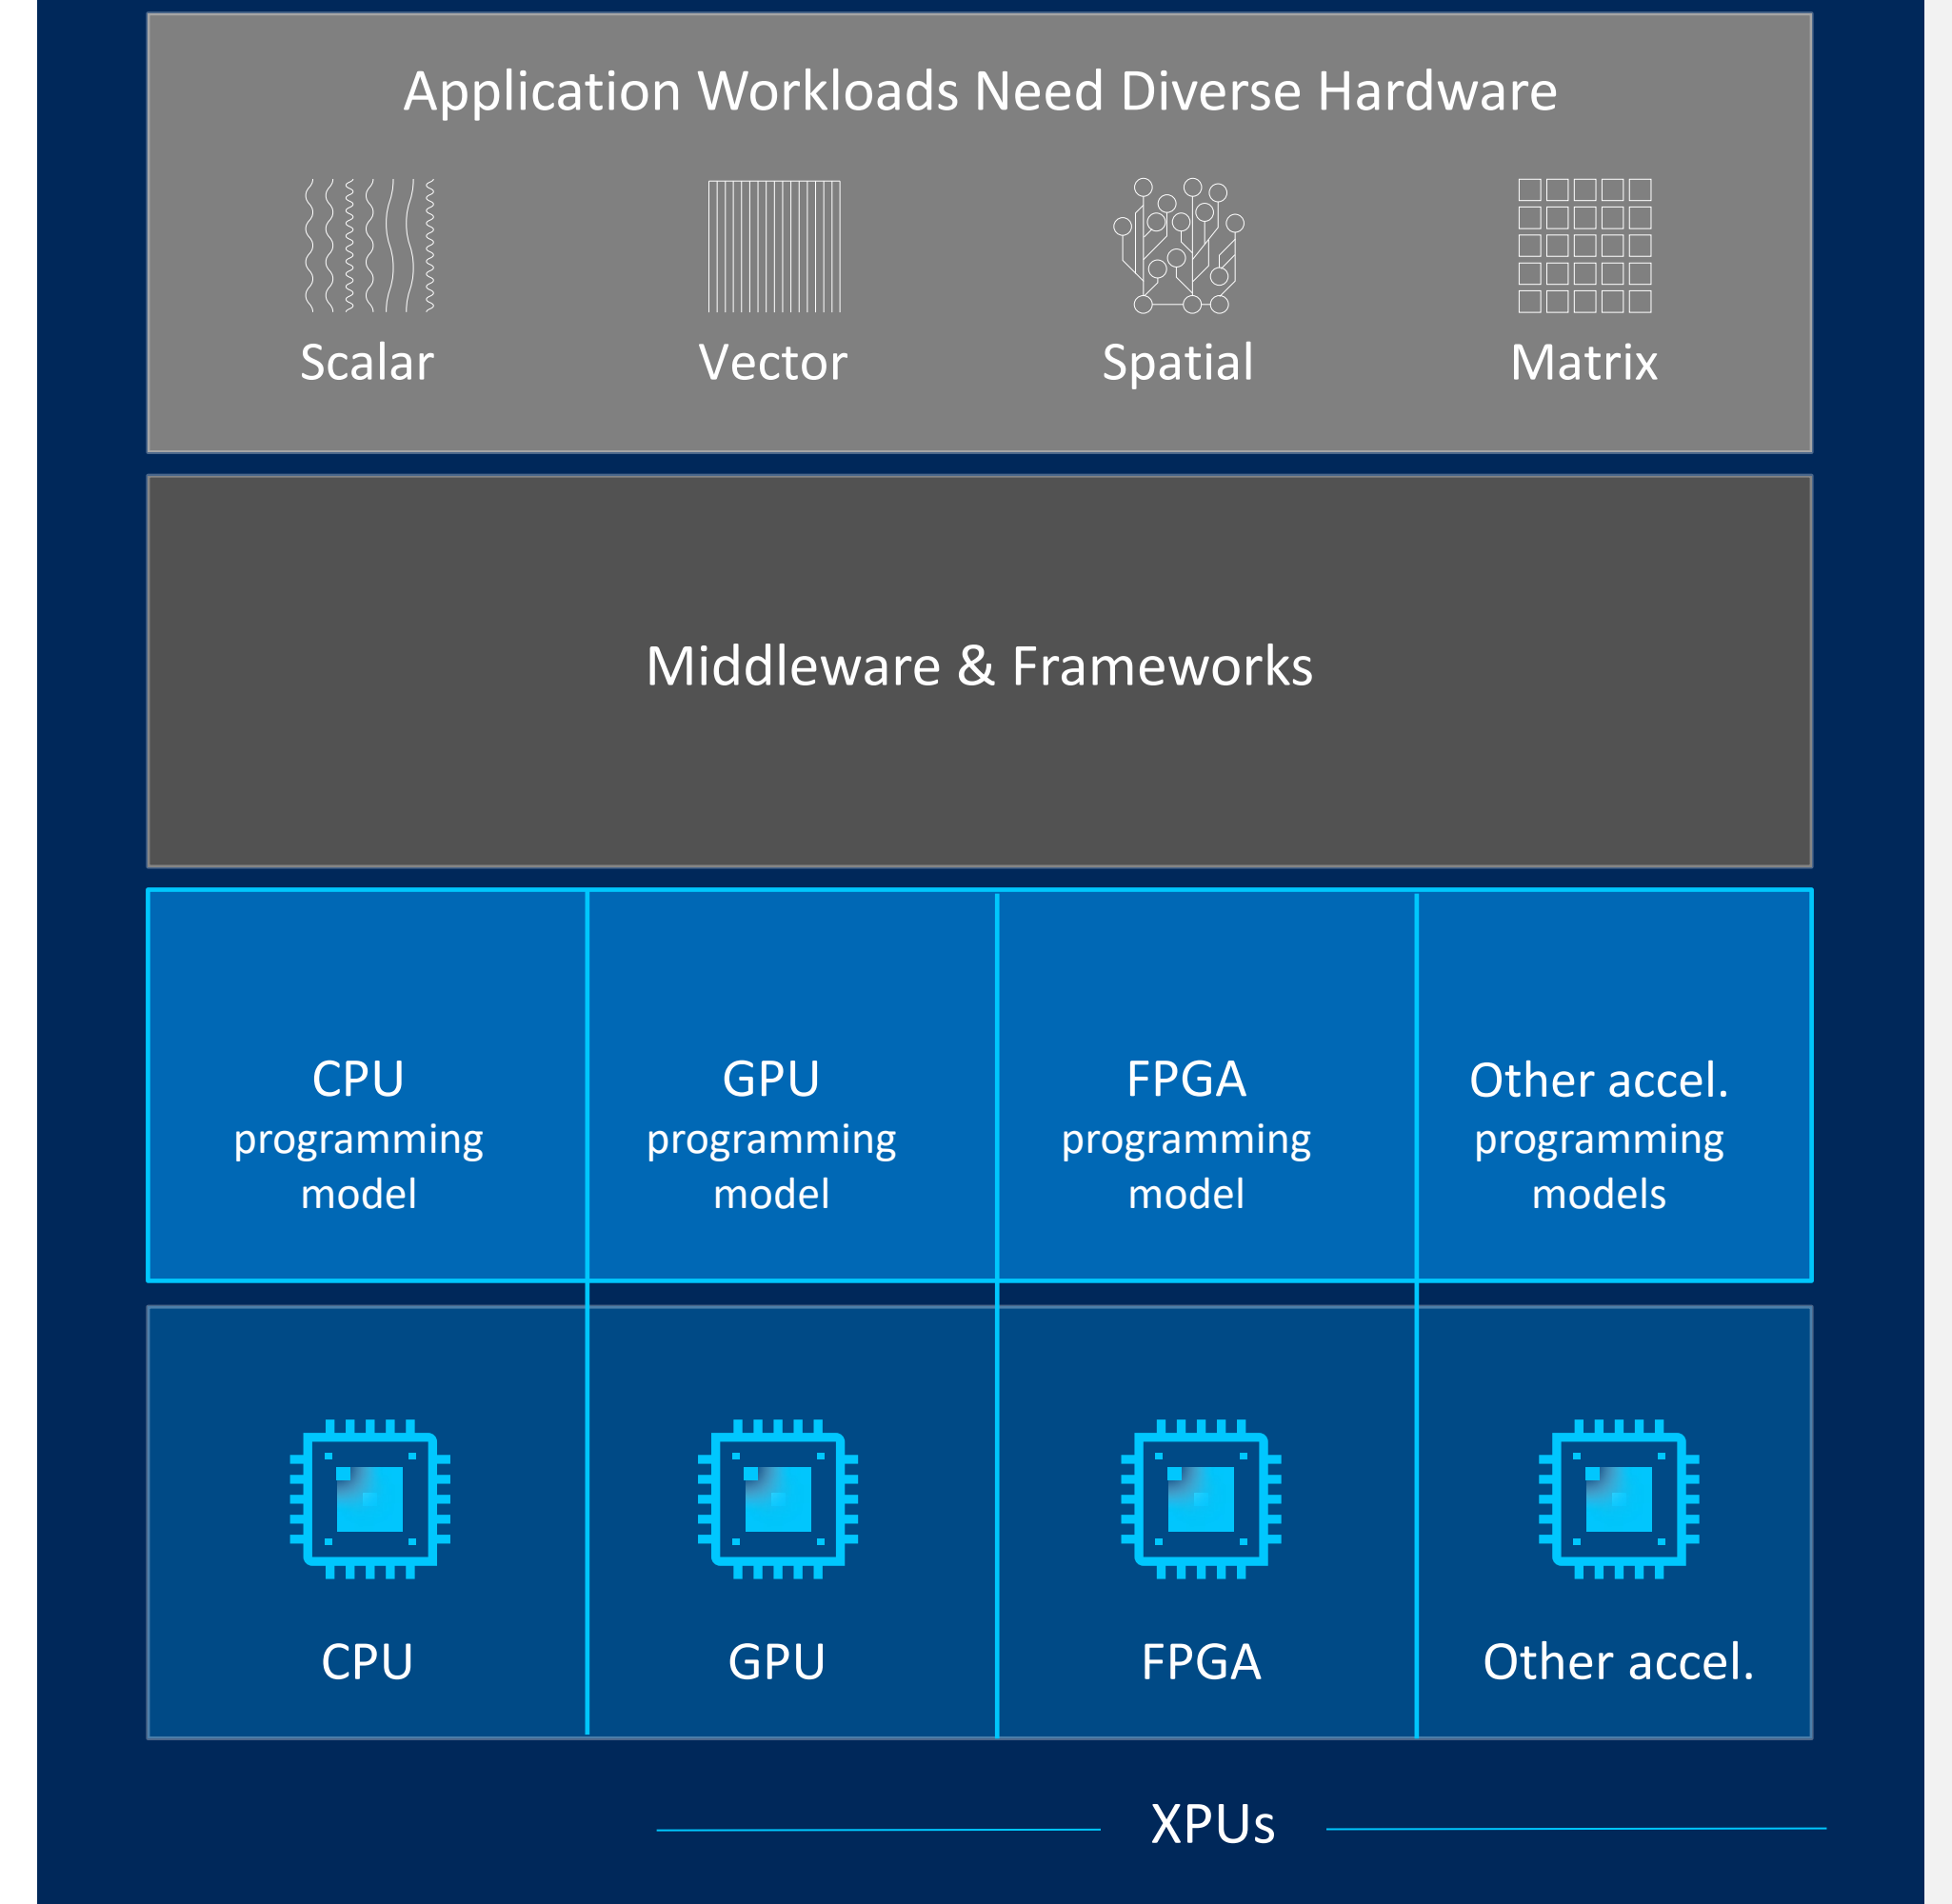 Application Workloads Need Diverse Hardware
Scalar
Vector
Spatial
Matrix
Middleware & Frameworks
CPU
programming
model
GPU
programming
model
FPGA
programming
model
Other accel.
programming
models
CPU
GPU
FPGA
Other accel.
XPUs